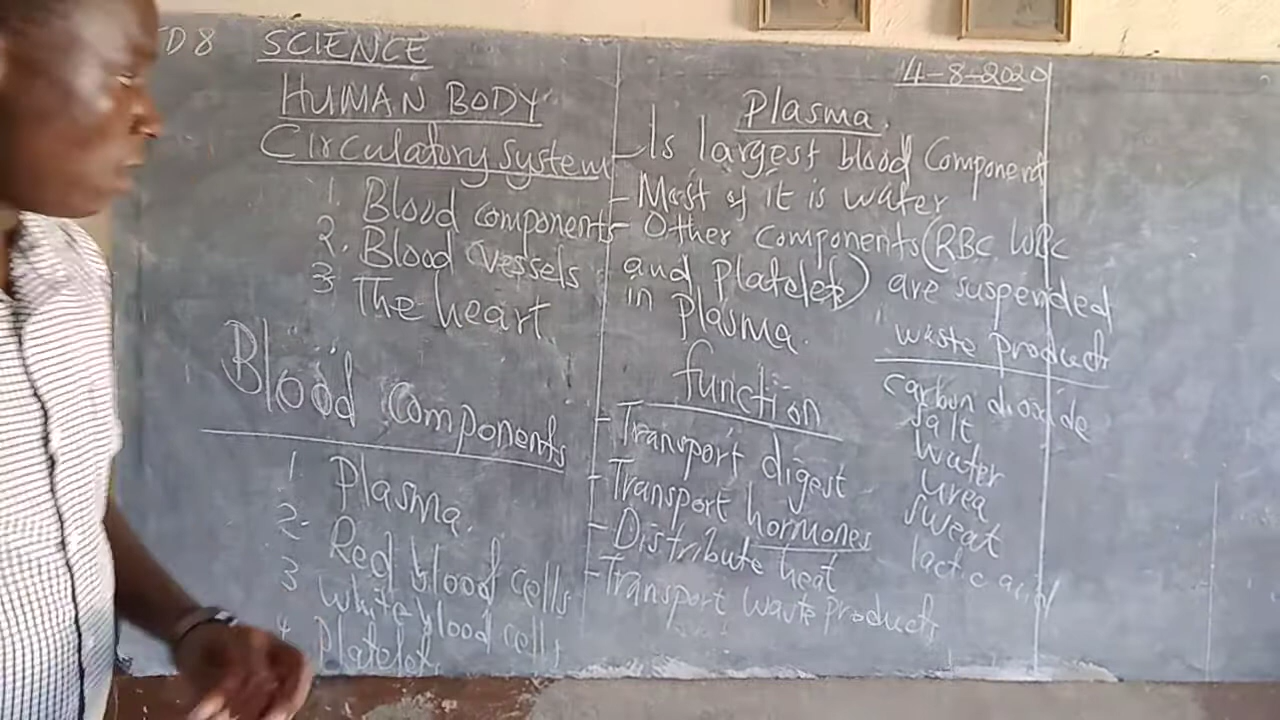 D 8 SCIENCE
HUMAN BODY
Circulatory System
1. Blood components
2. Blood vessels
3 The heart
Blood components
1 Plasma.
2. Red blood cells
3 White blood cells
4 Platelets
14-8-2020
Plasma.
- Is largest blood component
- Most of it is water
- Other components (RBC, WBC
and Platelets) are suspended
in plasma.
function
- Transport digest
- Transport hormones
- Distribute heat
- Transport waste products
waste products
carbon dioxide
salt
water
urea
sweat
lactic acid